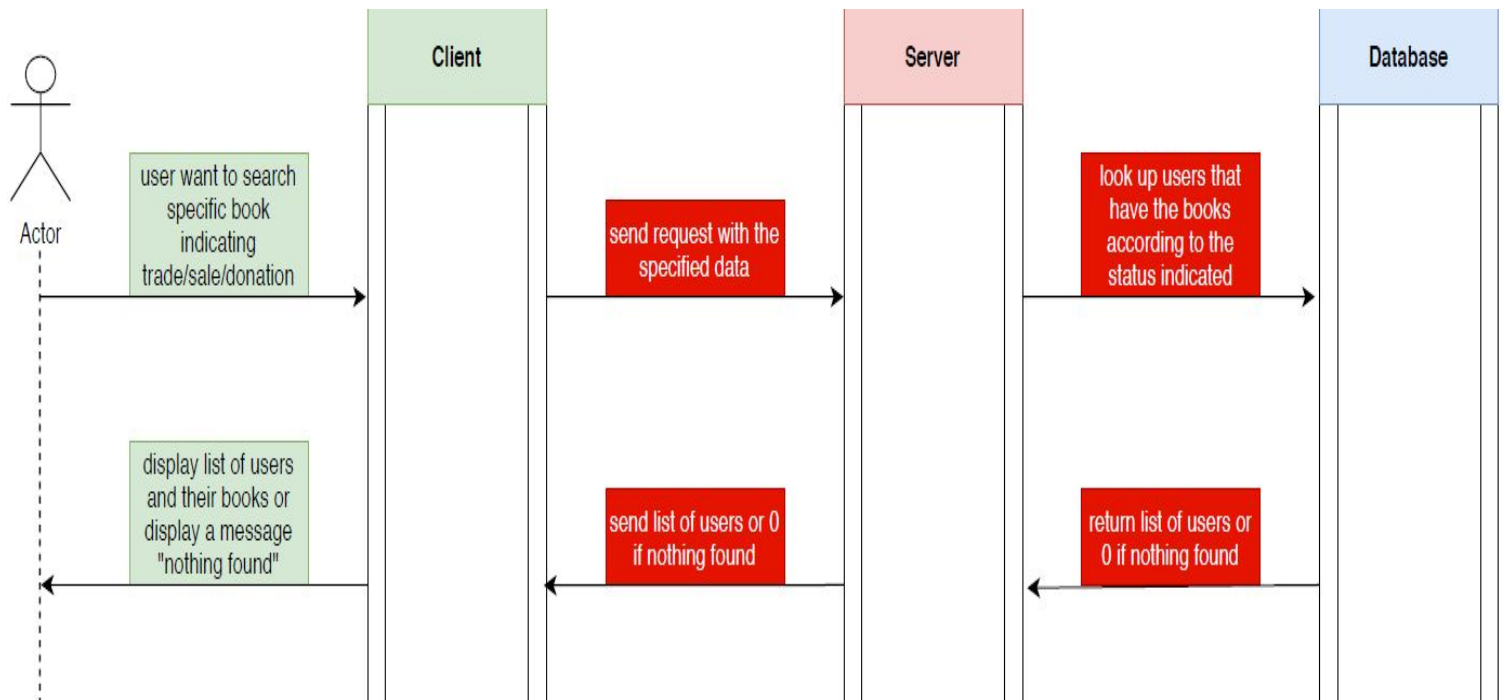 Client
Server
Database
Actor
user want to search
specific book
indicating
trade/sale/donation
send request with the
specified data
look up users that
have the books
according to the
status indicated
display list of users
and their books or
display a message
"nothing found"
send list of users or 0
if nothing found
return list of users or
0 if nothing found